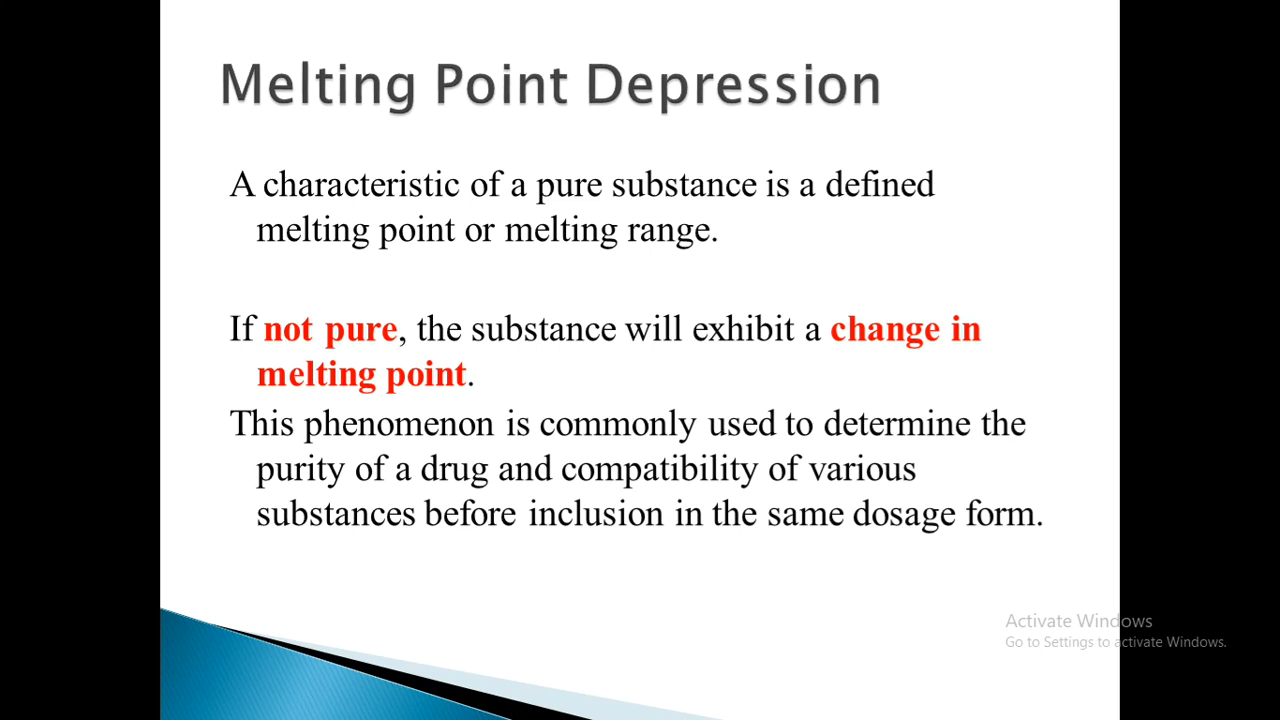 Melting Point Depression
A characteristic of a pure substance is a defined
melting point or melting range.
If not pure, the substance will exhibit a change in
melting point.
This phenomenon is commonly used to determine the
purity of a drug and compatibility of various
substances before inclusion in the same dosage form.
Activate Windows
Go to Settings to activate Windows.